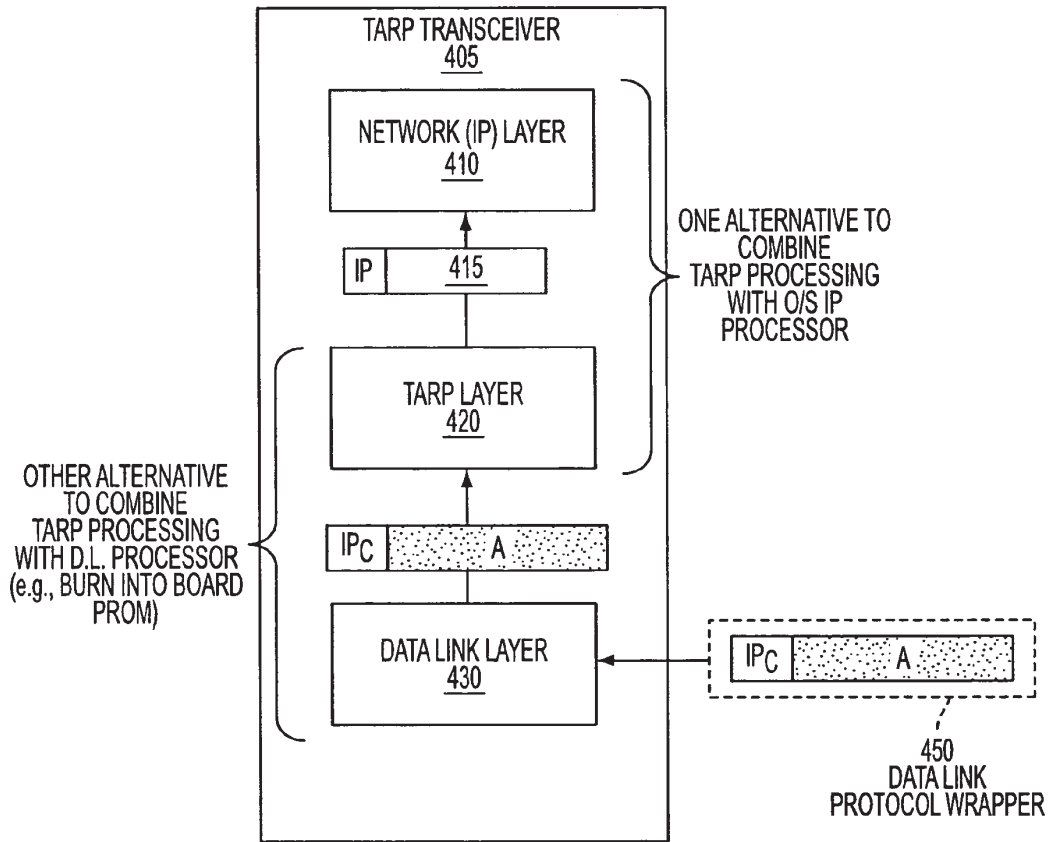 TARP TRANSCEIVER
405
NETWORK (IP) LAYER
410
IP
415
ONE ALTERNATIVE TO
COMBINE
TARP PROCESSING
WITH O/S IP
PROCESSOR
TARP LAYER
420
OTHER ALTERNATIVE
TO COMBINE
TARP PROCESSING
WITH D.L. PROCESSOR
(e.g., BURN INTO BOARD
PROM)
IPC A
DATA LINK LAYER
430
IPC A
450
DATA LINK
PROTOCOL WRAPPER